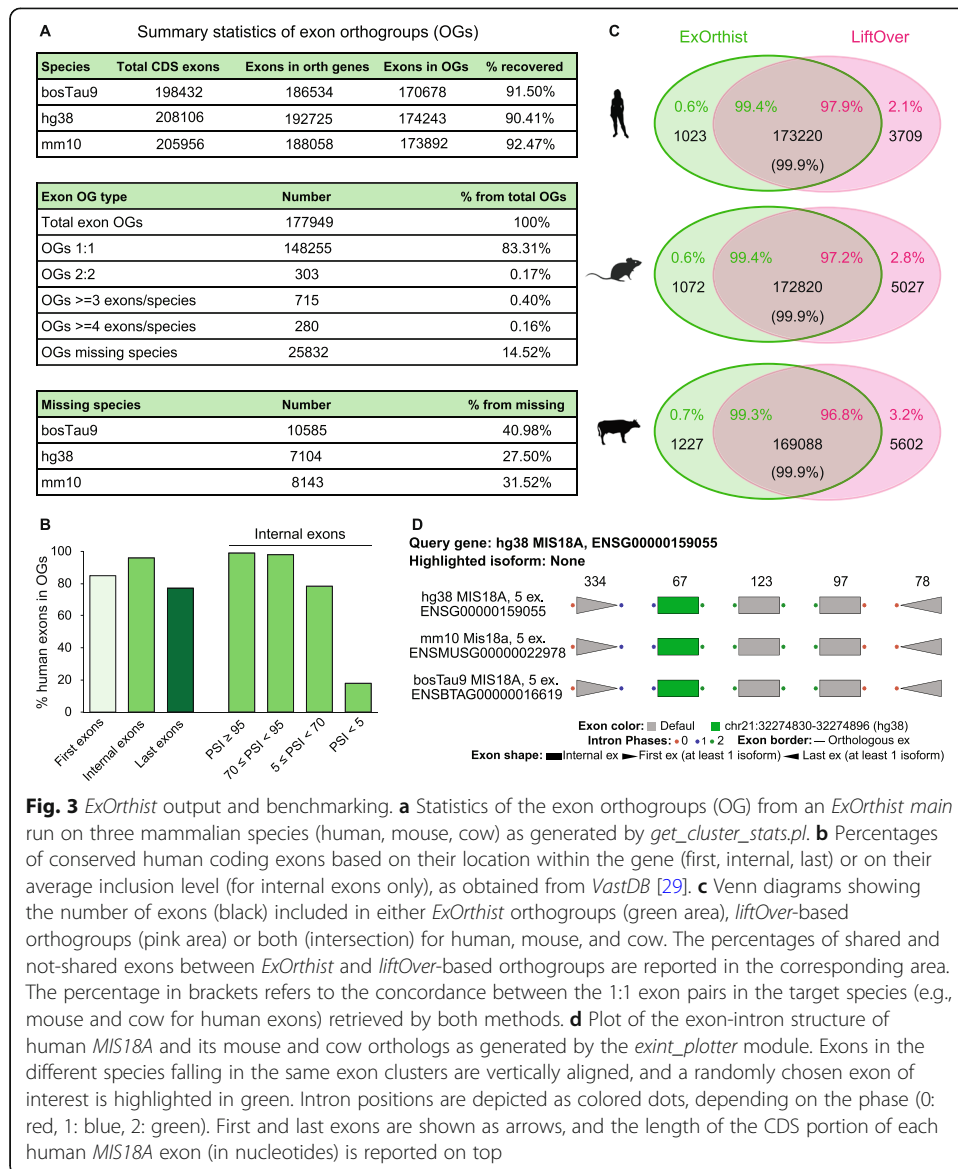 A
Summary statistics of exon orthogroups (OGs)
Species Total CDS exons Exons in orth genes Exons in OGs % recovered
bosTau9 198432 186534 170678 91.50%
hg38 208106 192725 174243 90.41%
mm10 205956 188058 173892 92.47%
Exon OG type Number % from total OGs
Total exon OGs 177949 100%
OGs 1:1 148255 83.31%
OGs 2:2 303 0.17%
OGs >=3 exons/species 715 0.40%
OGs >=4 exons/species 280 0.16%
OGs missing species 25832 14.52%
Missing species Number % from missing
bosTau9 10585 40.98%
hg38 7104 27.50%
mm10 8143 31.52%
C
ExOrthist LiftOver
0.6% 99.4% 97.9% 2.1%
1023 173220 3709
(99.9%)
0.6% 99.4% 97.2% 2.8%
1072 172820 5027
(99.9%)
0.7% 99.3% 96.8% 3.2%
1227 169088 5602
(99.9%)
B
Internal exons
% human exons in OGs
100
80
60
40
20
0
First exons
Internal exons
Last exons
PSI ≥ 95
70 ≤ PSI < 95
5 ≤ PSI < 70
PSI < 5
D
Query gene: hg38 MIS18A, ENSG00000159055
Highlighted isoform: None
334 67 123 97 78
hg38 MIS18A, 5 ex.
ENSG00000159055
mm10 Mis18a, 5 ex.
ENSMUSG00000022978
bosTau9 MIS18A, 5 ex.
ENSBTAG00000016619
Exon color: Defaul chr21:32274830-32274896 (hg38)
Intron Phases: 0 1 2 Exon border: Orthologous ex
Exon shape: Internal ex First ex (at least 1 isoform) Last ex (at least 1 isoform)
Fig. 3 ExOrthist output and benchmarking. a Statistics of the exon orthogroups (OG) from an ExOrthist main
run on three mammalian species (human, mouse, cow) as generated by get_cluster_stats.pl. b Percentages
of conserved human coding exons based on their location within the gene (first, internal, last) or on their
average inclusion level (for internal exons only), as obtained from VastDB [29]. c Venn diagrams showing
the number of exons (black) included in either ExOrthist orthogroups (green area), liftOver-based
orthogroups (pink area) or both (intersection) for human, mouse, and cow. The percentages of shared and
not-shared exons between ExOrthist and liftOver-based orthogroups are reported in the corresponding area.
The percentage in brackets refers to the concordance between the 1:1 exon pairs in the target species (e.g.,
mouse and cow for human exons) retrieved by both methods. d Plot of the exon-intron structure of
human MIS18A and its mouse and cow orthologs as generated by the exint_plotter module. Exons in the
different species falling in the same exon clusters are vertically aligned, and a randomly chosen exon of
interest is highlighted in green. Intron positions are depicted as colored dots, depending on the phase (0:
red, 1: blue, 2: green). First and last exons are shown as arrows, and the length of the CDS portion of each
human MIS18A exon (in nucleotides) is reported on top